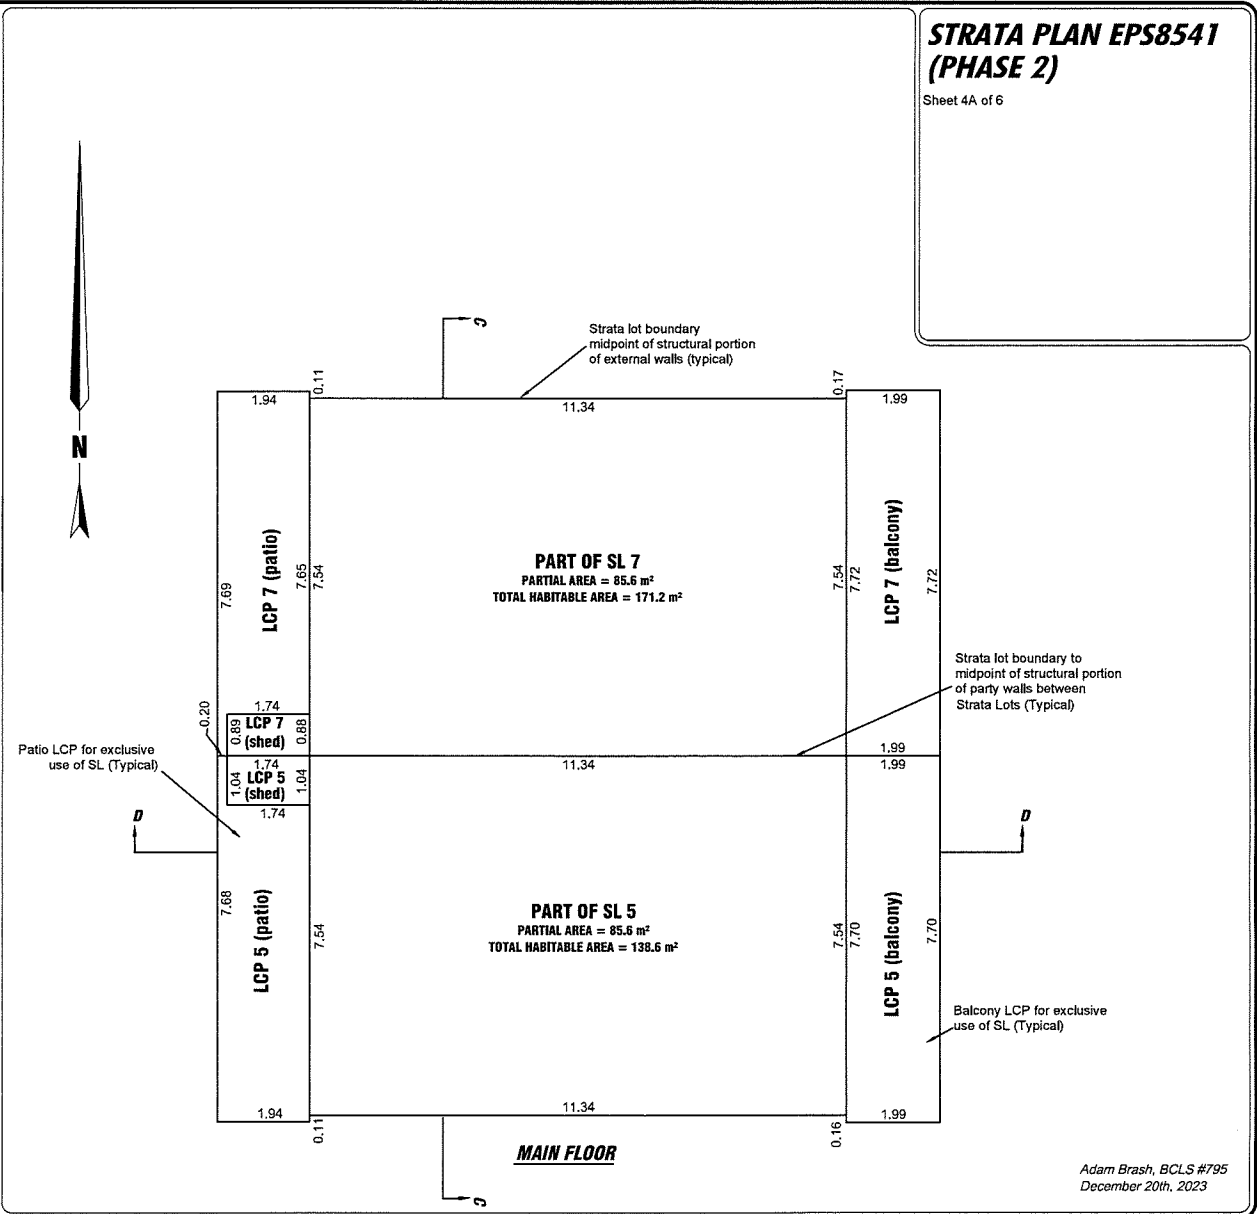 STRATA PLAN EPS8541
(PHASE 2)
Sheet 4A of 6
C
Strata lot boundary
midpoint of structural portion
of external walls (typical)
N
1.94
0.11
11.34
0.17
1.99
LCP 7 (patio)
7.69
7.65
7.54
PART OF SL 7
PARTIAL AREA = 85.6 m²
TOTAL HABITABLE AREA = 171.2 m²
7.54
7.72
LCP 7 (balcony)
7.72
Strata lot boundary to
midpoint of structural portion
of party walls between
Strata Lots (Typical)
0.20
1.74
0.89
LCP 7
(shed)
0.88
1.99
Patio LCP for exclusive
use of SL (Typical)
1.74
1.04
LCP 5
(shed)
1.04
1.74
11.34
1.99
D
D
7.68
LCP 5 (patio)
7.54
PART OF SL 5
PARTIAL AREA = 85.6 m²
TOTAL HABITABLE AREA = 138.6 m²
7.54
7.70
LCP 5 (balcony)
7.70
Balcony LCP for exclusive
use of SL (Typical)
1.94
0.11
11.34
0.16
1.99
MAIN FLOOR
C
Adam Brash, BCLS #795
December 20th, 2023